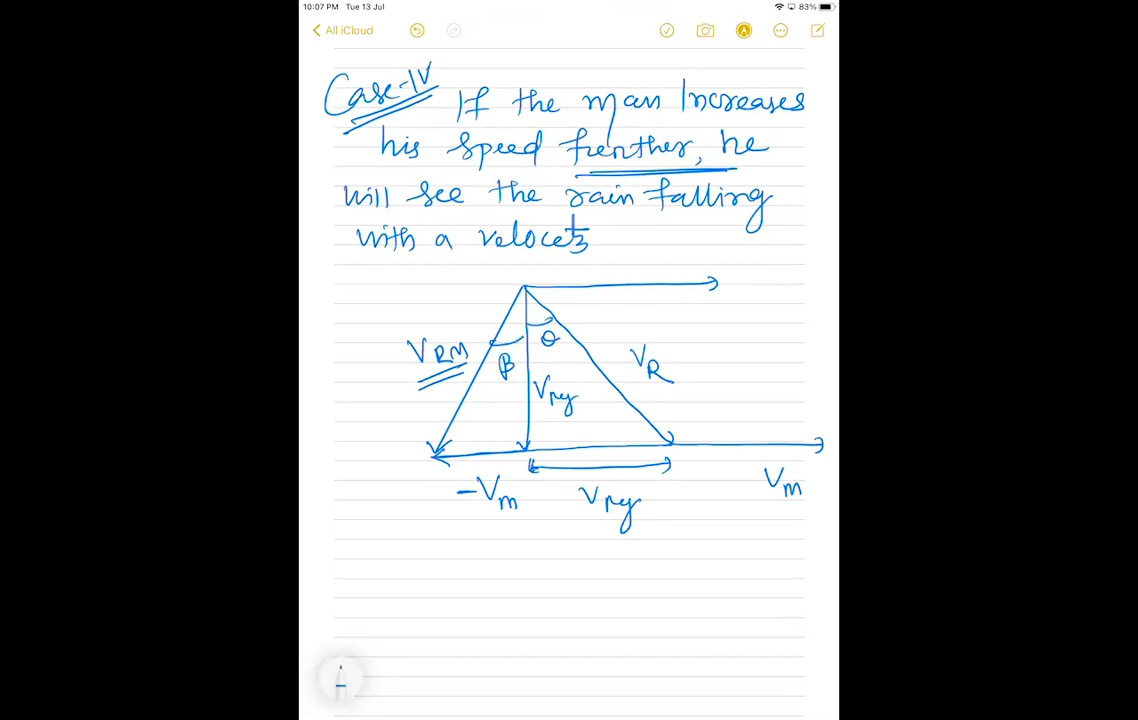 10:07 PM Tue 13 Jul
83%
All iCloud
Case-IV If the man Increases
his speed frenther, he
will see the rain falling
with a velocety
VRM
β
θ
VR
VRy
-Vm
VRy
VM